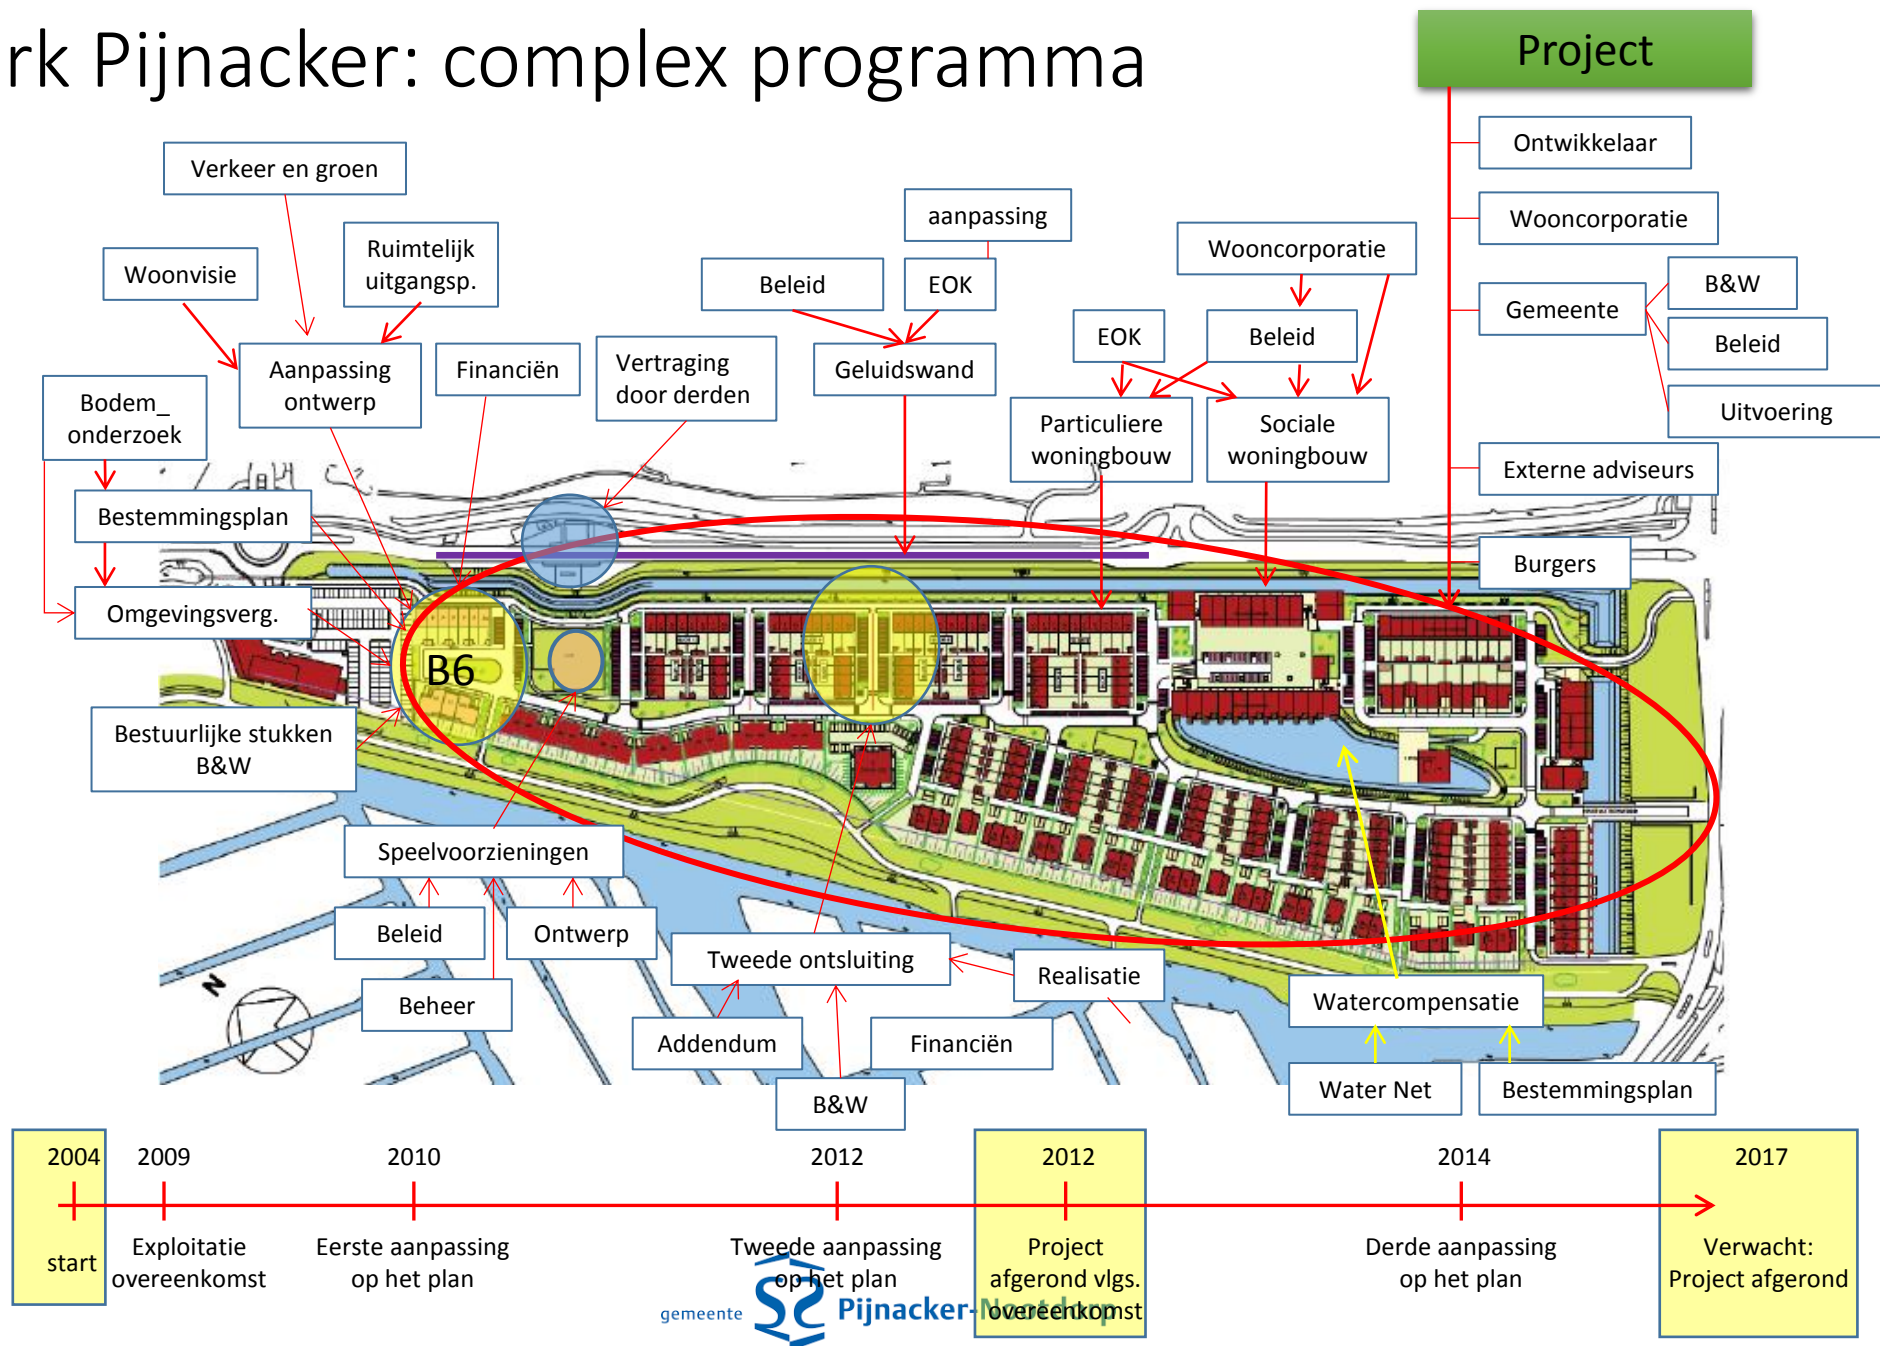 rk Pijnacker: complex programma
Project
Ontwikkelaar
Verkeer en groen
aanpassing
Wooncorporatie
Ruimtelijk
uitgangsp.
Wooncorporatie
Woonvisie
Beleid
EOK
B&W
Gemeente
EOK
Beleid
Beleid
Aanpassing
ontwerp
Financiën
Vertraging
door derden
Geluidswand
Bodem_
onderzoek
Particuliere
woningbouw
Sociale
woningbouw
Uitvoering
Externe adviseurs
Bestemmingsplan
Burgers
Omgevingsverg.
B6
Bestuurlijke stukken
B&W
Speelvoorzieningen
Beleid
Ontwerp
Tweede ontsluiting
Realisatie
Beheer
Watercompensatie
N
Addendum
Financiën
Water Net
Bestemmingsplan
B&W
2004
2009
2010
2012
2012
2014
2017
start
Exploitatie
overeenkomst
Eerste aanpassing
op het plan
Tweede aanpassing
op het plan
Project
afgerond vlgs.
overeenkomst
Derde aanpassing
op het plan
Verwacht:
Project afgerond
gemeente Pijnacker-Nootdorp